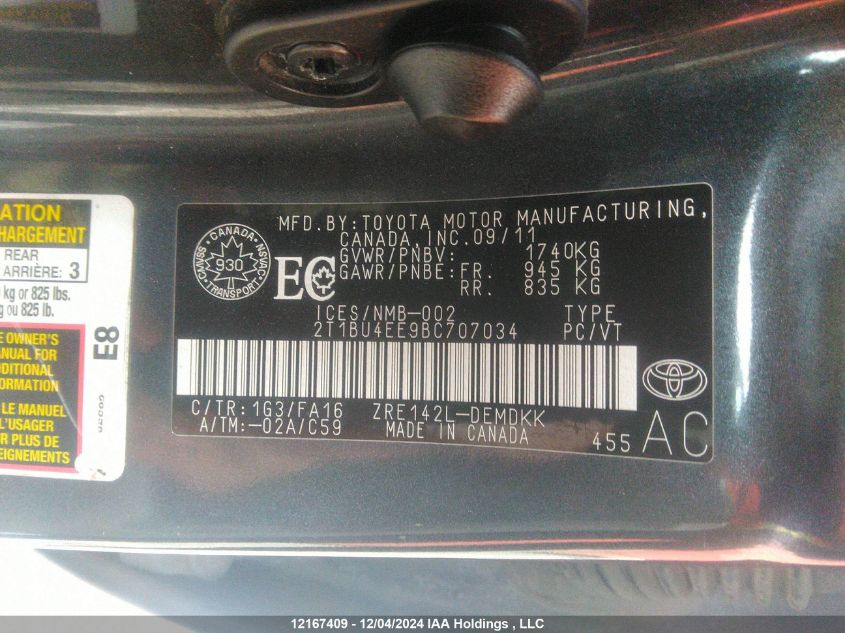 ATION
HARGEMENT
REAR
ARRIÈRE: 3
kg or 825 lbs.
ou 825 lb.
OWNER'S
ANUAL FOR
DDITIONAL
FORMATION
LE MANUEL
L'USAGER
PLUS DE
EIGNEMENTS
E8
CANADA
930
TRANSPORT
EC
MFD.BY:TOYOTA MOTOR MANUFACTURING,
CANADA, INC. 09/11
GVWR/PNBV: 1740KG
GAWR/PNBE: FR. 945 KG
RR. 835 KG
ICES/NMB-002 TYPE
2T1BU4EE9BC707034 PC/VT
C/TR: 1G3/FA16 ZRE142L-DEMDKK
A/TM:-02A/C59 MADE IN CANADA 455 AC
12167409 - 12/04/2024 IAA Holdings , LLC